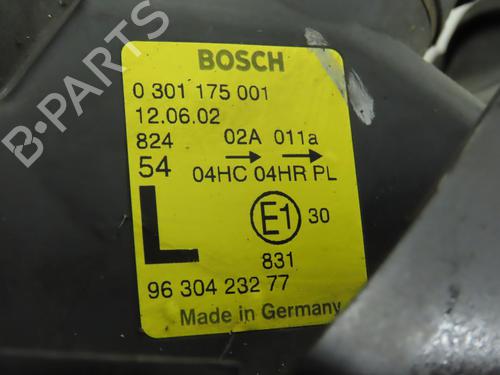 BOSCH
0 301 175 001
12.06.02
824 02A 011a
54 → →
04HC 04HR PL
L
E1 30
831
96 304 232 77
Made in Germany
B-PARTS